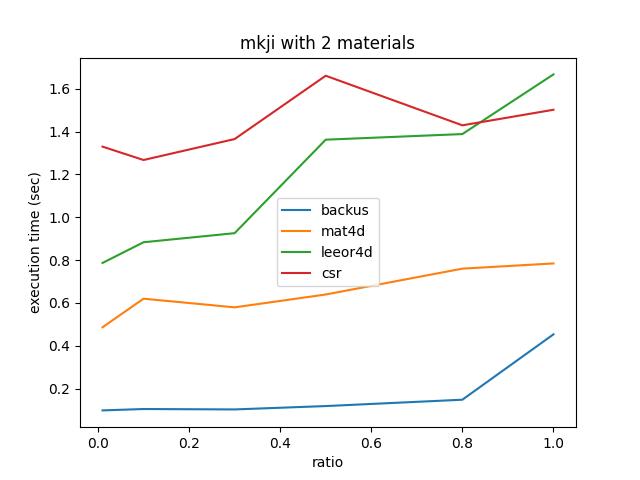 mkji with 2 materials
execution time (sec)
1.6
1.4
1.2
1.0
0.8
0.6
0.4
0.2
backus
mat4d
leeor4d
csr
0.0 0.2 0.4 0.6 0.8 1.0
ratio